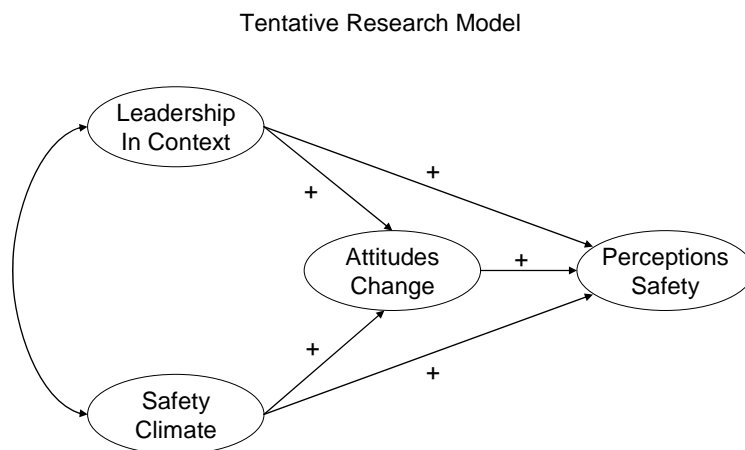 Tentative Research Model
Leadership
In Context
+
+
Attitudes
Change
+
Perceptions
Safety
+
+
Safety
Climate